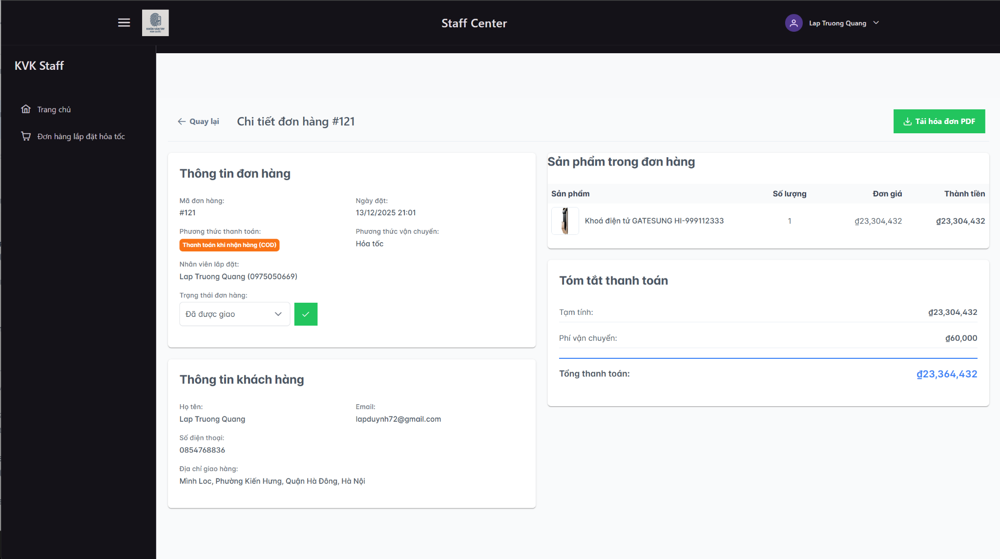 KHÓA VÂN TAY
HÀN QUỐC
Staff Center
Lap Truong Quang
KVK Staff
Trang chủ
Đơn hàng lắp đặt hỏa tốc
Quay lại
Chi tiết đơn hàng #121
Tải hóa đơn PDF
Thông tin đơn hàng
Mã đơn hàng:
#121
Ngày đặt:
13/12/2025 21:01
Phương thức thanh toán:
Thanh toán khi nhận hàng (COD)
Phương thức vận chuyển:
Hỏa tốc
Nhân viên lắp đặt:
Lap Truong Quang (0975050669)
Trạng thái đơn hàng:
Đã được giao
Thông tin khách hàng
Họ tên:
Lap Truong Quang
Email:
lapduynh72@gmail.com
Số điện thoại:
0854768836
Địa chỉ giao hàng:
Mình Loc, Phường Kiến Hưng, Quận Hà Đông, Hà Nội
Sản phẩm trong đơn hàng
Sản phẩm Số lượng Đơn giá Thành tiền
Khoá điện tử GATESUNG HI-999112333 1 ₫23,304,432 ₫23,304,432
Tóm tắt thanh toán
Tạm tính: ₫23,304,432
Phí vận chuyển: ₫60,000
Tổng thanh toán: ₫23,364,432